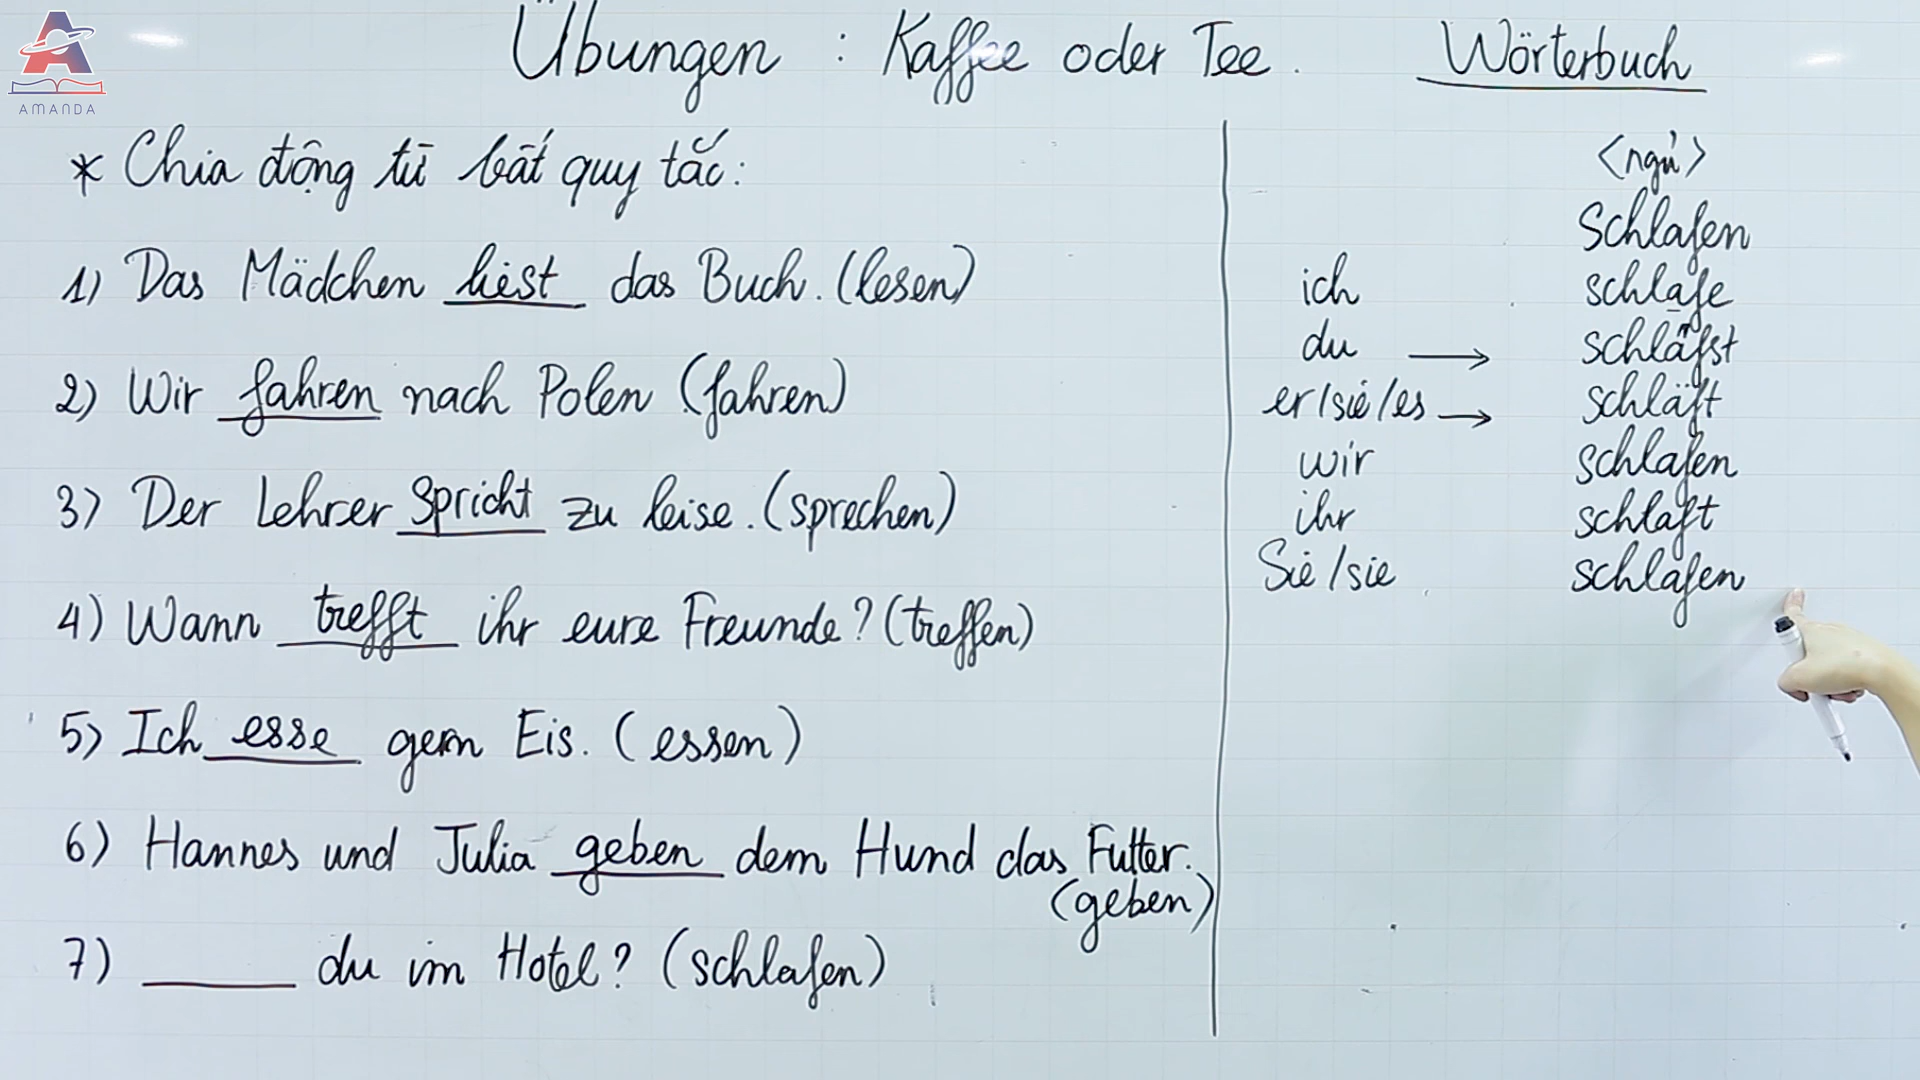 AMANDA
Übungen : Kaffee oder Tee.
* Chia động từ bất quy tắc:
1) Das Mädchen liest das Buch. (lesen)
2) Wir fahren nach Polen (fahren)
3) Der Lehrer spricht zu leise. (sprechen)
4) Wann trefft ihr eure Freunde? (treffen)
5) Ich esse gern Eis. (essen)
6) Hannes und Julia geben dem Hund das Futter.
(geben)
7) _____ du im Hotel? (schlafen)
Wörterbuch
<ngủ>
Schlafen
ich schlafe
du → schläfst
er/sie/es → schläft
wir schlafen
ihr schlaft
Sie/sie schlafen